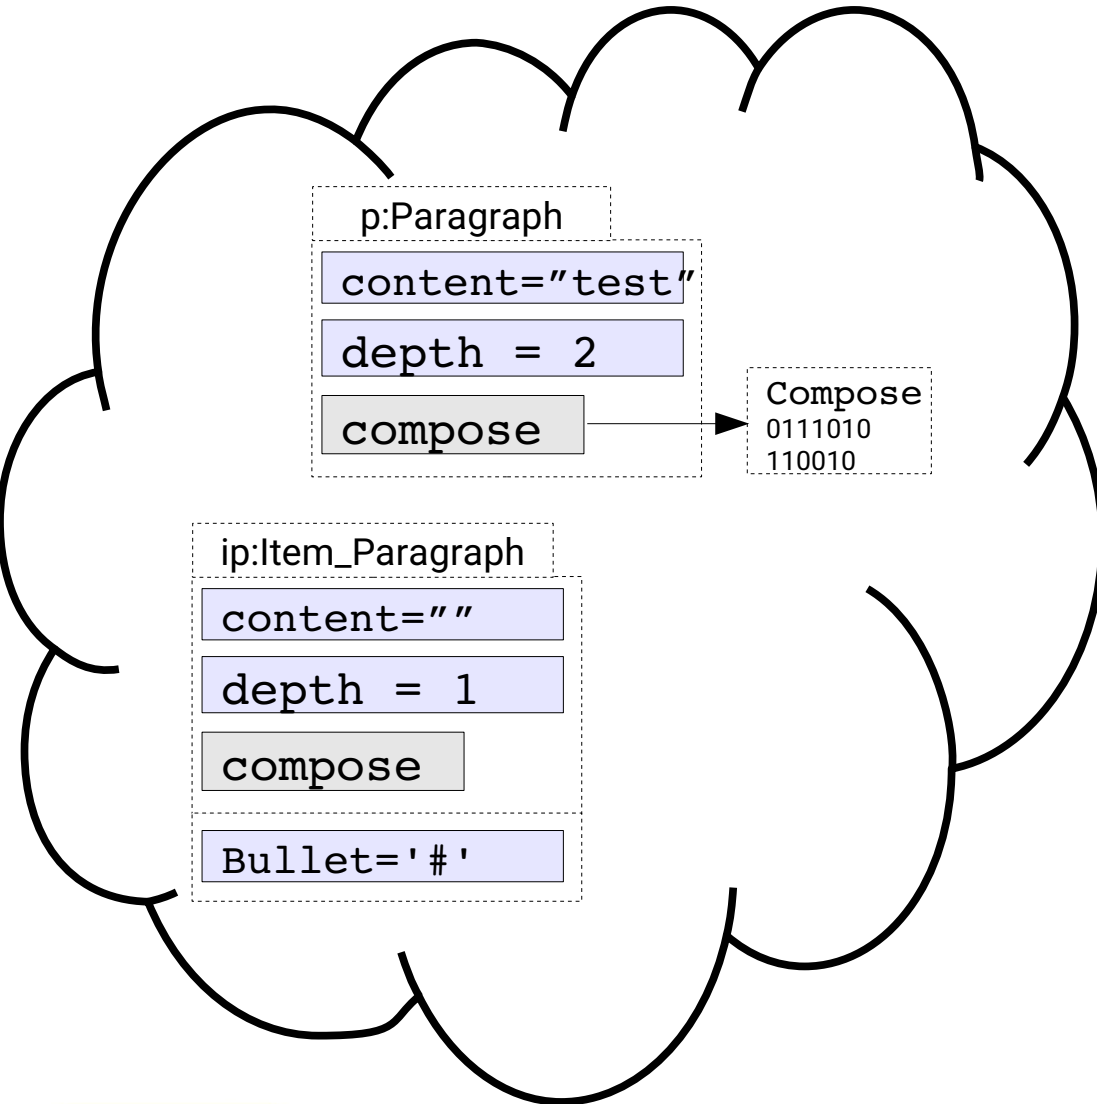 p:Paragraph
content=”test”
depth = 2
compose
Compose
0111010
110010
ip:Item_Paragraph
content=””
depth = 1
compose
Bullet='#'